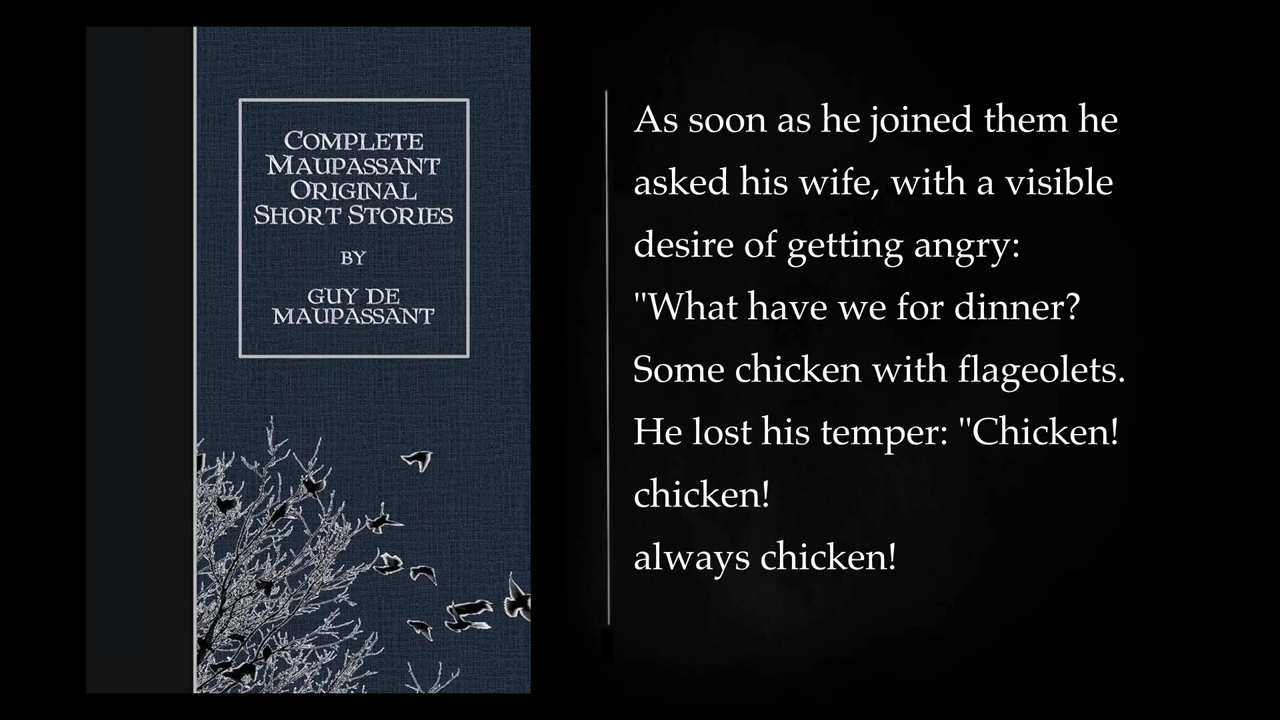 COMPLETE
MAUPASSANT
ORIGINAL
SHORT STORIES
BY
GUY DE
MAUPASSANT
As soon as he joined them he
asked his wife, with a visible
desire of getting angry:
"What have we for dinner?
Some chicken with flageolets.
He lost his temper: "Chicken!
chicken!
always chicken!